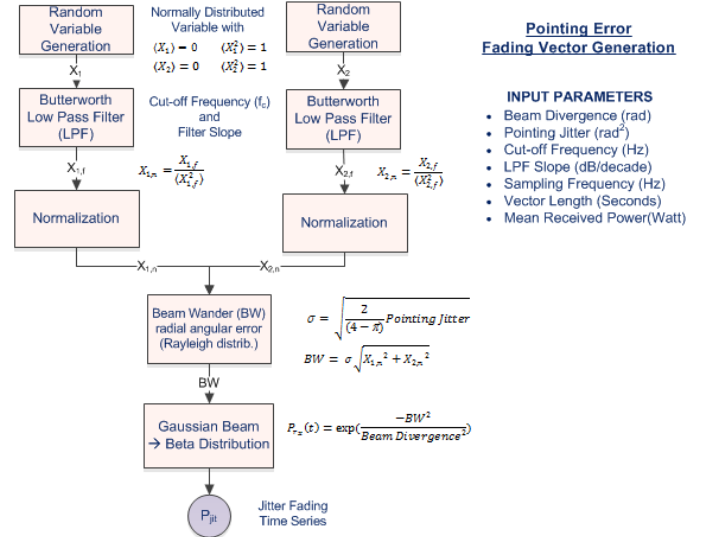 Random
Variable
Generation
Normally Distributed
Variable with
⟨X₁⟩ = 0 ⟨X₁²⟩ = 1
⟨X₂⟩ = 0 ⟨X₂²⟩ = 1
Random
Variable
Generation
X₁
X₂
Butterworth
Low Pass Filter
(LPF)
Cut-off Frequency (fc)
and
Filter Slope
Butterworth
Low Pass Filter
(LPF)
X₁,f
X₁,n = X₁,f / ⟨X²₁,f⟩
X₂,f
X₂,n = X₂,f / ⟨X²₂,f⟩
Normalization
Normalization
X₁,n
X₂,n
Beam Wander (BW)
radial angular error
(Rayleigh distrib.)
σ = √(2 / (4 − π) Pointing Jitter)
BW = σ √(X₁,n² + X₂,n²)
BW
Gaussian Beam
→ Beta Distribution
P_rx(t) = exp(−BW² / Beam Divergence²)
Pjit
Jitter Fading
Time Series
Pointing Error
Fading Vector Generation
INPUT PARAMETERS
• Beam Divergence (rad)
• Pointing Jitter (rad²)
• Cut-off Frequency (Hz)
• LPF Slope (dB/decade)
• Sampling Frequency (Hz)
• Vector Length (Seconds)
• Mean Received Power(Watt)